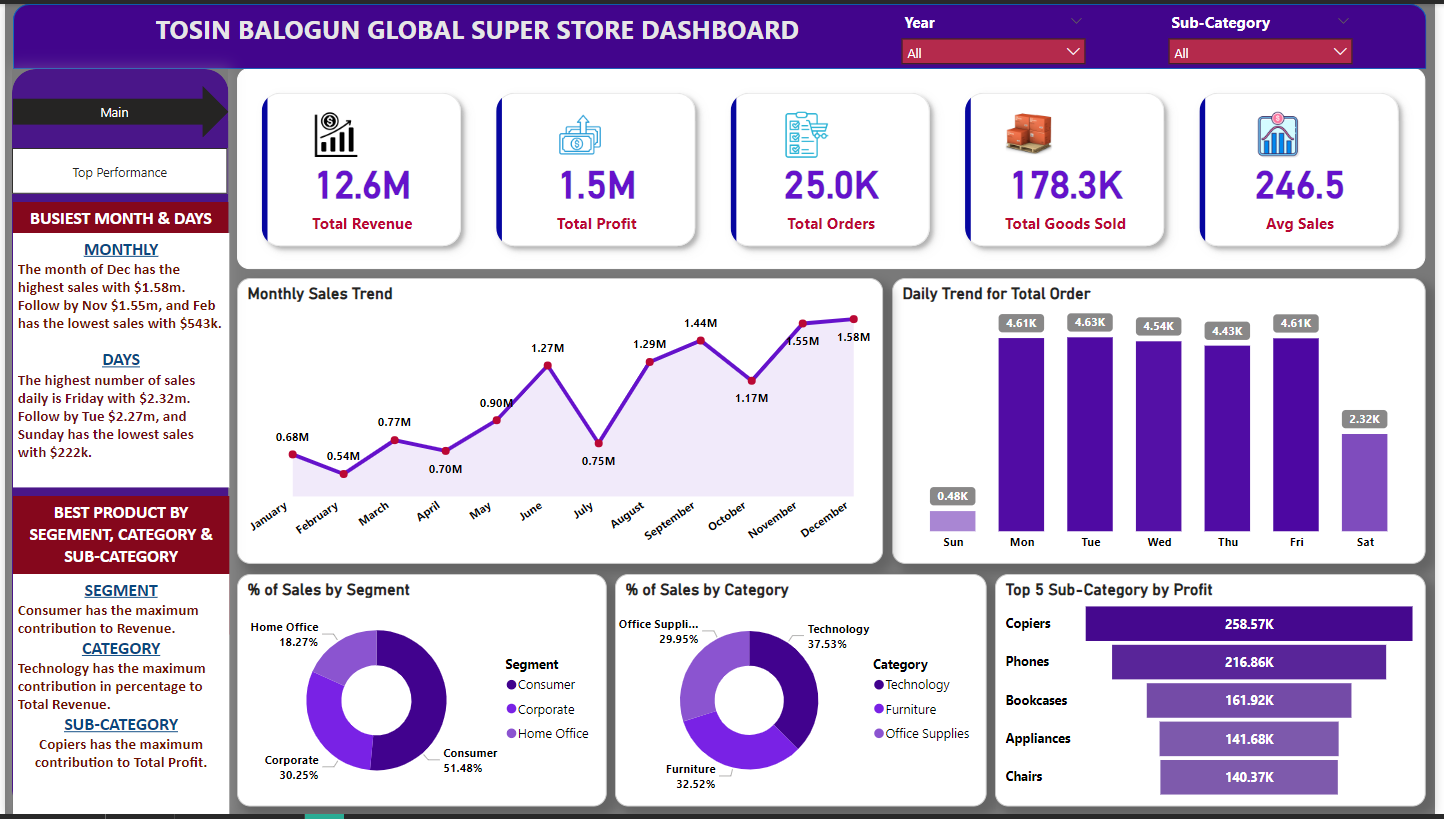 TOSIN BALOGUN GLOBAL SUPER STORE DASHBOARD
Year
All
Sub-Category
All
Main
Top Performance
BUSIEST MONTH & DAYS
MONTHLY
The month of Dec has the
highest sales with $1.58m.
Follow by Nov $1.55m, and Feb
has the lowest sales with $543k.
DAYS
The highest number of sales
daily is Friday with $2.32m.
Follow by Tue $2.27m, and
Sunday has the lowest sales
with $222k.
BEST PRODUCT BY
SEGEMENT, CATEGORY &
SUB-CATEGORY
SEGMENT
Consumer has the maximum
contribution to Revenue.
CATEGORY
Technology has the maximum
contribution in percentage to
Total Revenue.
SUB-CATEGORY
Copiers has the maximum
contribution to Total Profit.
12.6M
Total Revenue
1.5M
Total Profit
25.0K
Total Orders
178.3K
Total Goods Sold
246.5
Avg Sales
Monthly Sales Trend
0.68M
0.54M
0.77M
0.70M
0.90M
1.27M
0.75M
1.29M
1.44M
1.17M
1.55M
1.58M
January
February
March
April
May
June
July
August
September
October
November
December
Daily Trend for Total Order
0.48K
4.61K
4.63K
4.54K
4.43K
4.61K
2.32K
Sun
Mon
Tue
Wed
Thu
Fri
Sat
% of Sales by Segment
Home Office
18.27%
Corporate
30.25%
Consumer
51.48%
Segment
Consumer
Corporate
Home Office
% of Sales by Category
Office Suppli...
29.95%
Technology
37.53%
Furniture
32.52%
Category
Technology
Furniture
Office Supplies
Top 5 Sub-Category by Profit
Copiers
258.57K
Phones
216.86K
Bookcases
161.92K
Appliances
141.68K
Chairs
140.37K